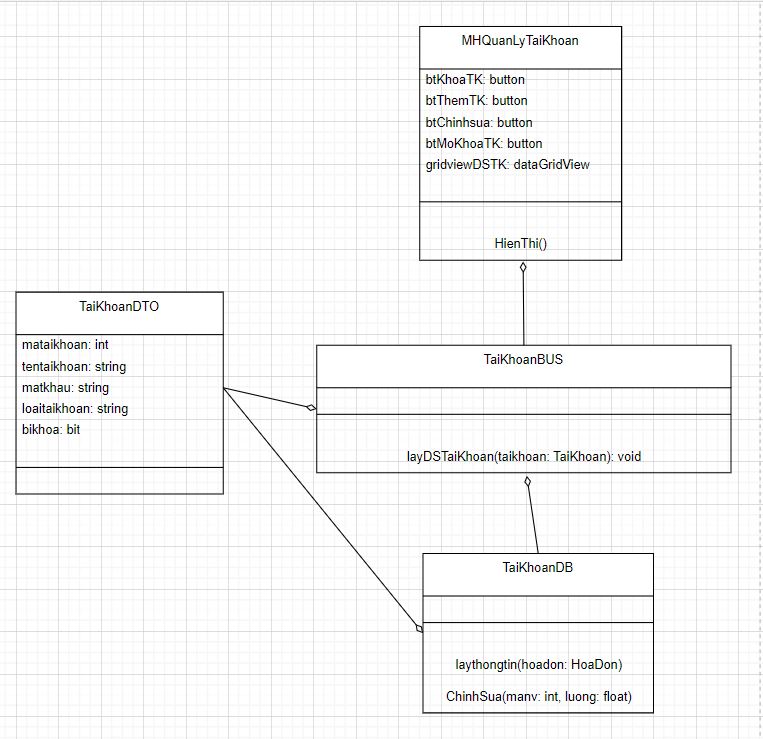 MHQuanLyTaiKhoan
btKhoaTK: button
btThemTK: button
btChinhsua: button
btMoKhoaTK: button
gridviewDSTK: dataGridView
HienThi()
TaiKhoanDTO
mataikhoan: int
tentaikhoan: string
matkhau: string
loaitaikhoan: string
bikhoa: bit
TaiKhoanBUS
layDSTaiKhoan(taikhoan: TaiKhoan): void
TaiKhoanDB
laythongtin(hoadon: HoaDon)
ChinhSua(manv: int, luong: float)